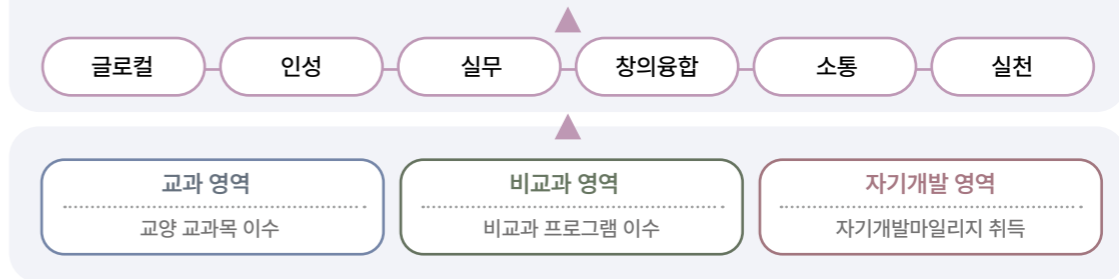 글로컬
인성
실무
창의융합
소통
실천
교과 영역
교양 교과목 이수
비교과 영역
비교과 프로그램 이수
자기개발 영역
자기개발마일리지 취득